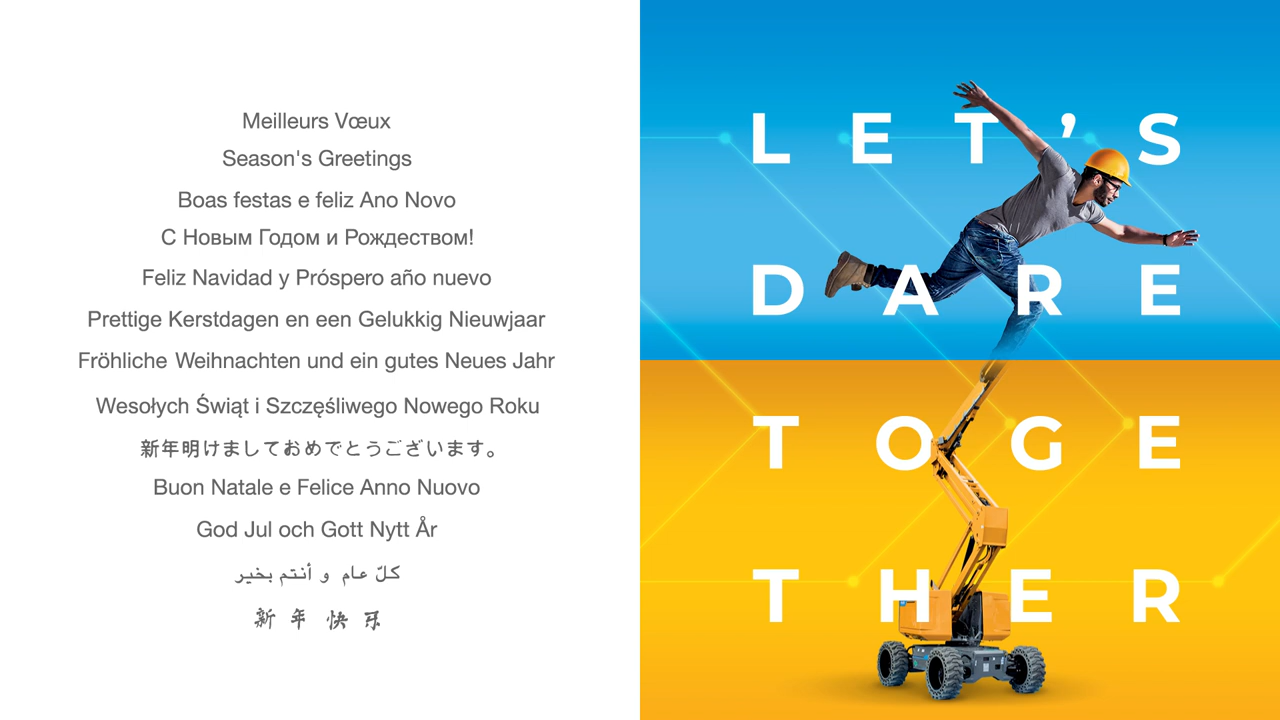 Meilleurs Vœux
Season's Greetings
Boas festas e feliz Ano Novo
С Новым Годом и Рождеством!
Feliz Navidad y Próspero año nuevo
Prettige Kerstdagen en een Gelukkig Nieuwjaar
Fröhliche Weihnachten und ein gutes Neues Jahr
Wesołych Świąt i Szczęśliwego Nowego Roku
新年明けましておめでとうございます。
Buon Natale e Felice Anno Nuovo
God Jul och Gott Nytt År
كلّ عام و أنتم بخير
新年快乐
LET'S
DARE
TOGE
THER